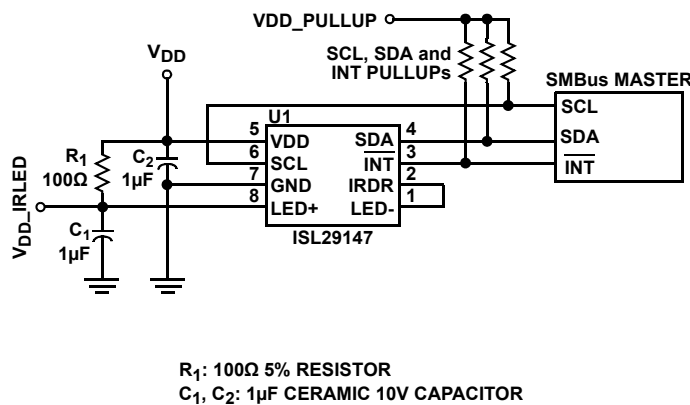 VDD_PULLUP
VDD
SCL, SDA and
INT PULLUPs
SMBus MASTER
U1
SCL
5 VDD SDA 4
SDA
R1
100Ω
C2
1µF
6 SCL INT 3
INT
7 GND IRDR 2
8 LED+ LED- 1
VDD_IRLED
C1
1µF
ISL29147
R1: 100Ω 5% RESISTOR
C1, C2: 1µF CERAMIC 10V CAPACITOR